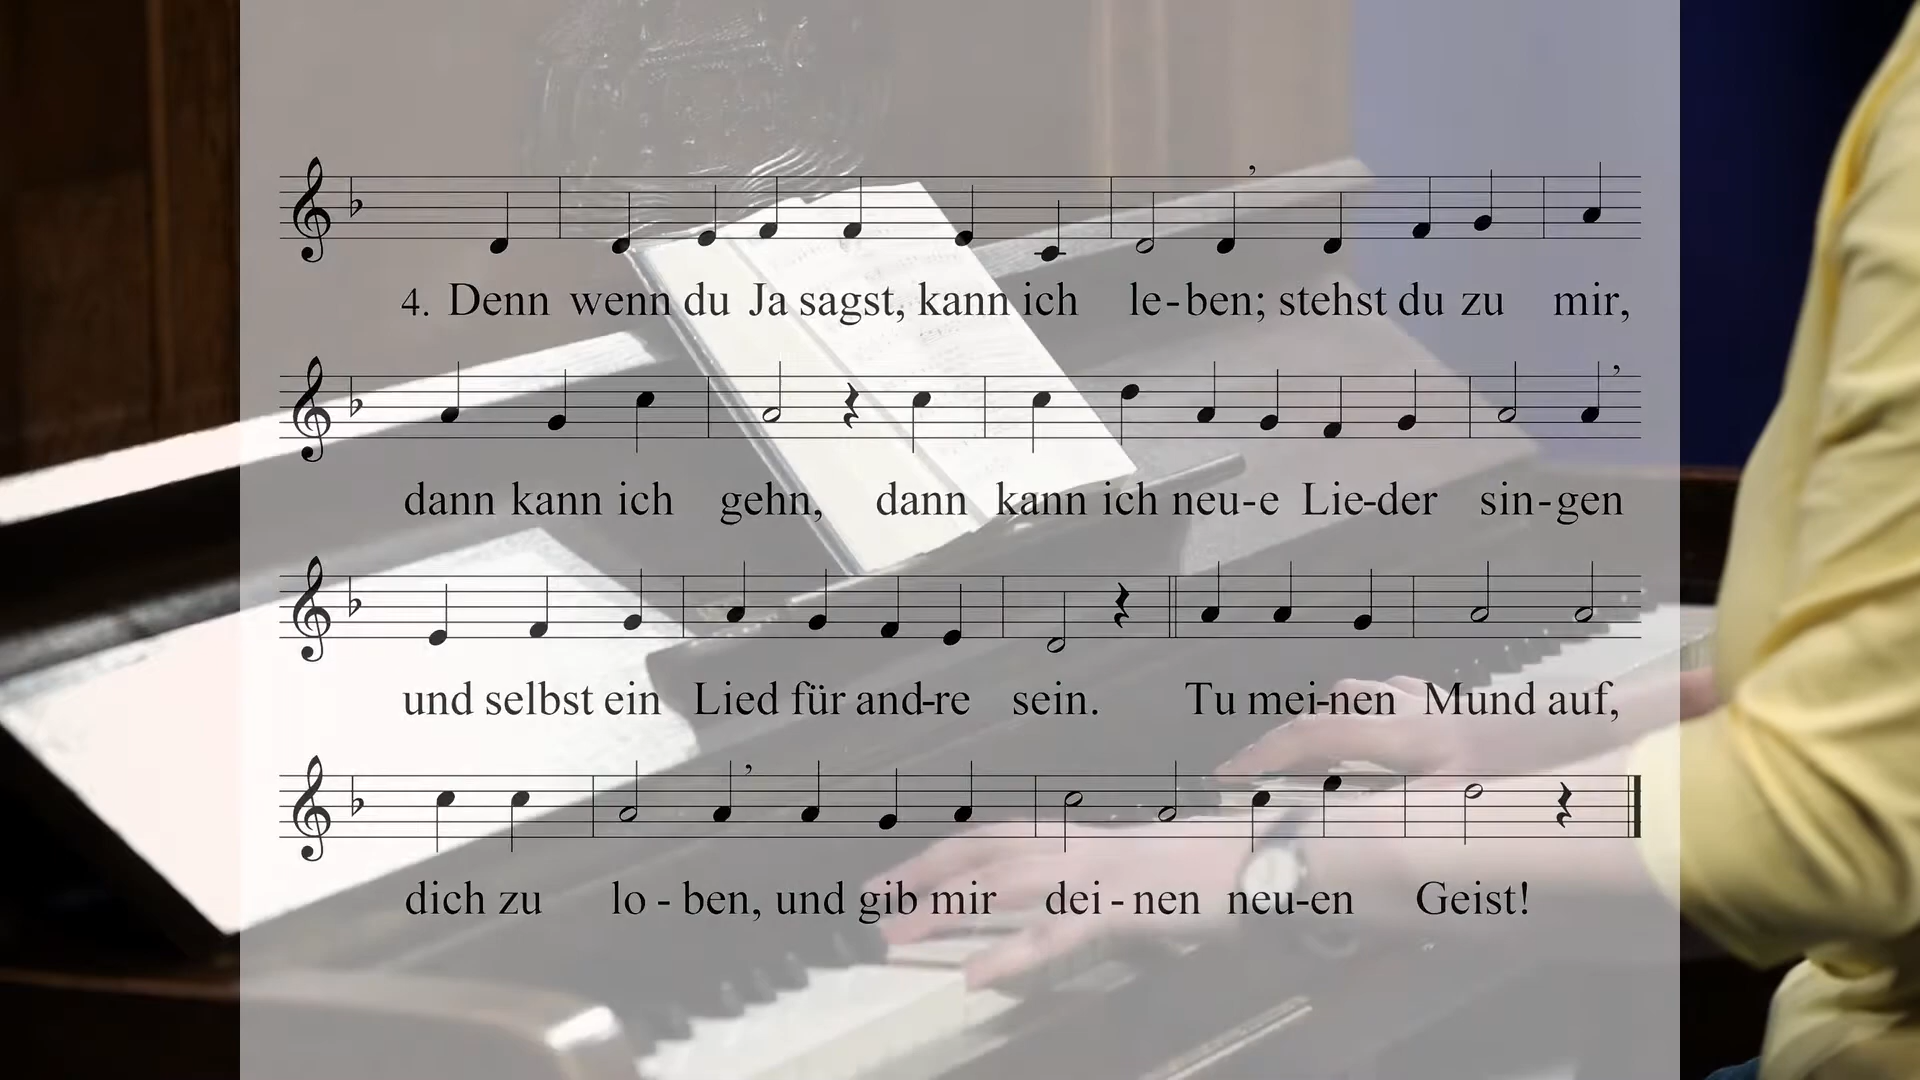 4. Denn wenn du Ja sagst, kann ich le-ben; stehst du zu mir,
dann kann ich gehn, dann kann ich neu-e Lie-der sin-gen
und selbst ein Lied für and-re sein. Tu mei-nen Mund auf,
dich zu lo - ben, und gib mir dei - nen neu-en Geist!